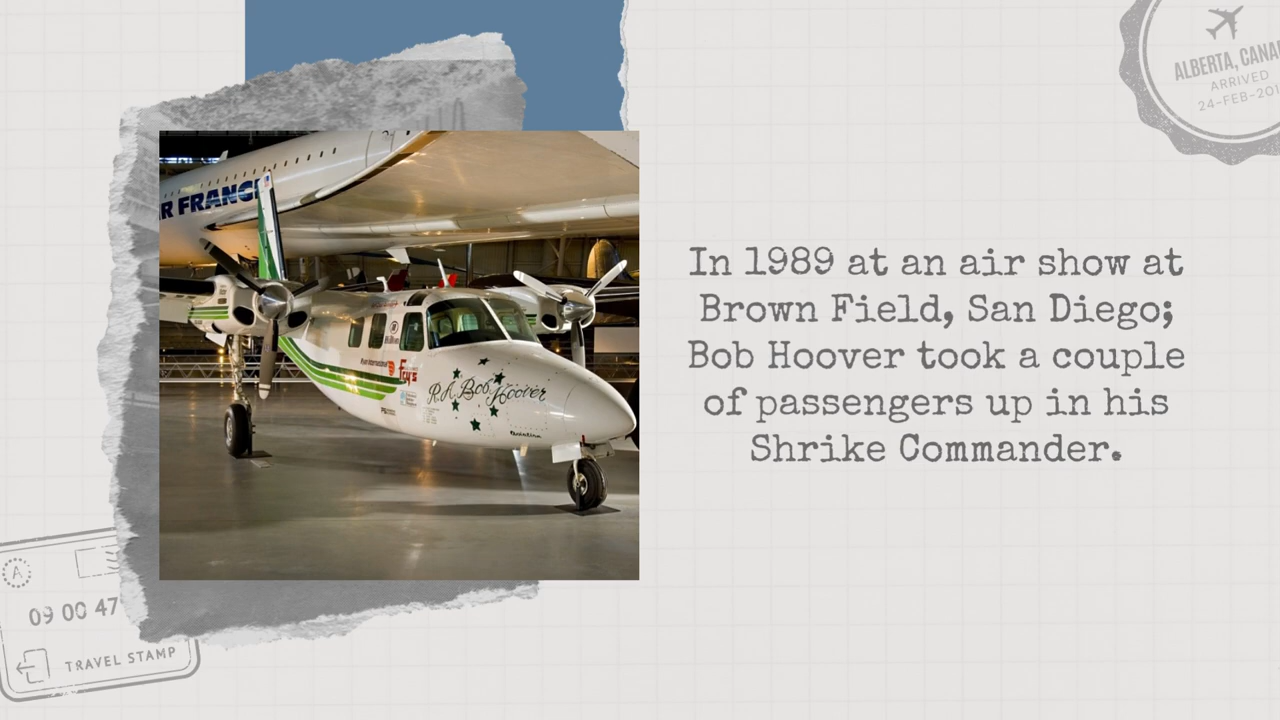 ALBERTA, CANA
ARRIVED
24-FEB-201
R FRANCE
In 1989 at an air show at
Brown Field, San Diego;
Bob Hoover took a couple
of passengers up in his
Shrike Commander.
R.A. Bob Hoover
A
09 00 47
TRAVEL STAMP